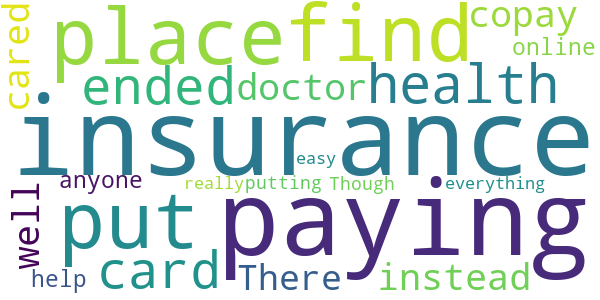 cared
place
find
copay
online
ended
doctor
health
insurance
easy
anyone
really
putting
Though
everything
well
put
paying
help
card
There
instead